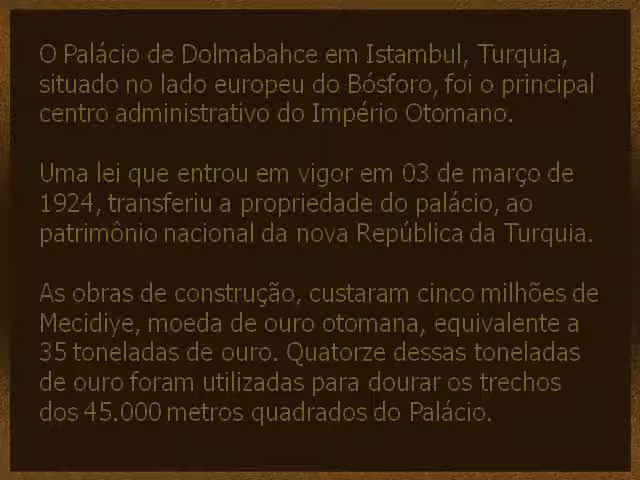 O Palácio de Dolmabahce em Istambul, Turquia,
situado no lado europeu do Bósforo, foi o principal
centro administrativo do Império Otomano.
Uma lei que entrou em vigor em 03 de março de
1924, transferiu a propriedade do palácio, ao
patrimônio nacional da nova República da Turquia.
As obras de construção, custaram cinco milhões de
Mecidiye, moeda de ouro otomana, equivalente a
35 toneladas de ouro. Quatorze dessas toneladas
de ouro foram utilizadas para dourar os trechos
dos 45.000 metros quadrados do Palácio.